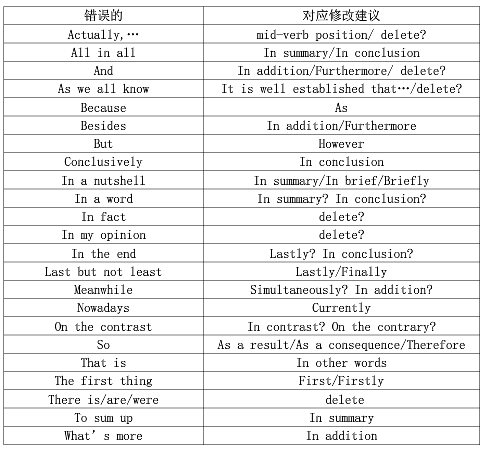 错误的 对应修改建议
Actually,… mid-verb position/ delete?
All in all In summary/In conclusion
And In addition/Furthermore/ delete?
As we all know It is well established that…/delete?
Because As
Besides In addition/Furthermore
But However
Conclusively In conclusion
In a nutshell In summary/In brief/Briefly
In a word In summary? In conclusion?
In fact delete?
In my opinion delete?
In the end Lastly? In conclusion?
Last but not least Lastly/Finally
Meanwhile Simultaneously? In addition?
Nowadays Currently
On the contrast In contrast? On the contrary?
So As a result/As a consequence/Therefore
That is In other words
The first thing First/Firstly
There is/are/were delete
To sum up In summary
What's more In addition